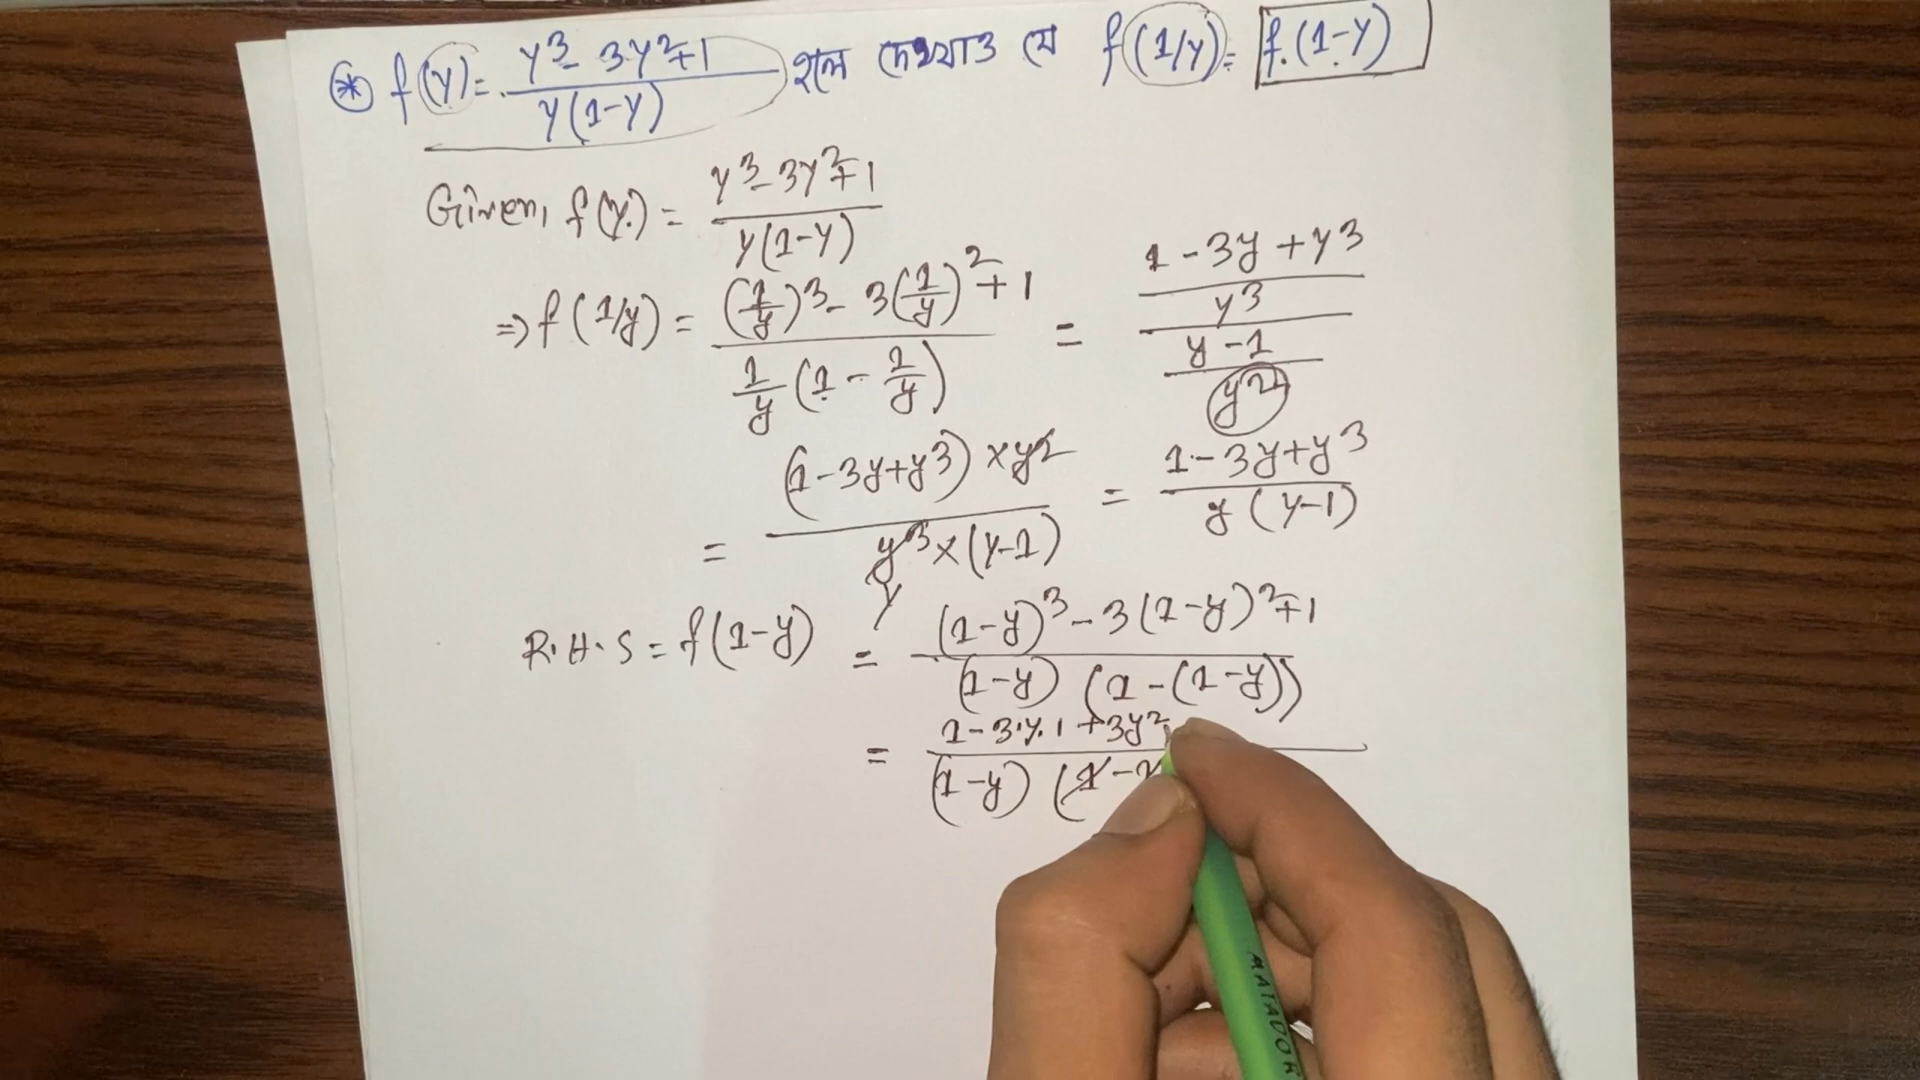 * f(y) = y³ - 3y² + 1 / y(1-y) হলে দেখাও যে f(1/y) = f(1-y)
Given, f(y) = y³ - 3y² + 1 / y(1-y)
⇒ f(1/y) = (1/y)³ - 3(1/y)² + 1 / 1/y (1 - 1/y) = 1 - 3y + y3 / y3 / y - 1 / y²
= (1-3y+y3) × y² / y³ × (y-1) = 1 - 3y + y3 / y (y-1)
y
R.H.S = f(1-y) = (1-y)³ - 3(1-y)² + 1 / (1-y) (1-(1-y))
= 1 - 3.y.1 + 3y² / (1-y) (1 -
MATADOR